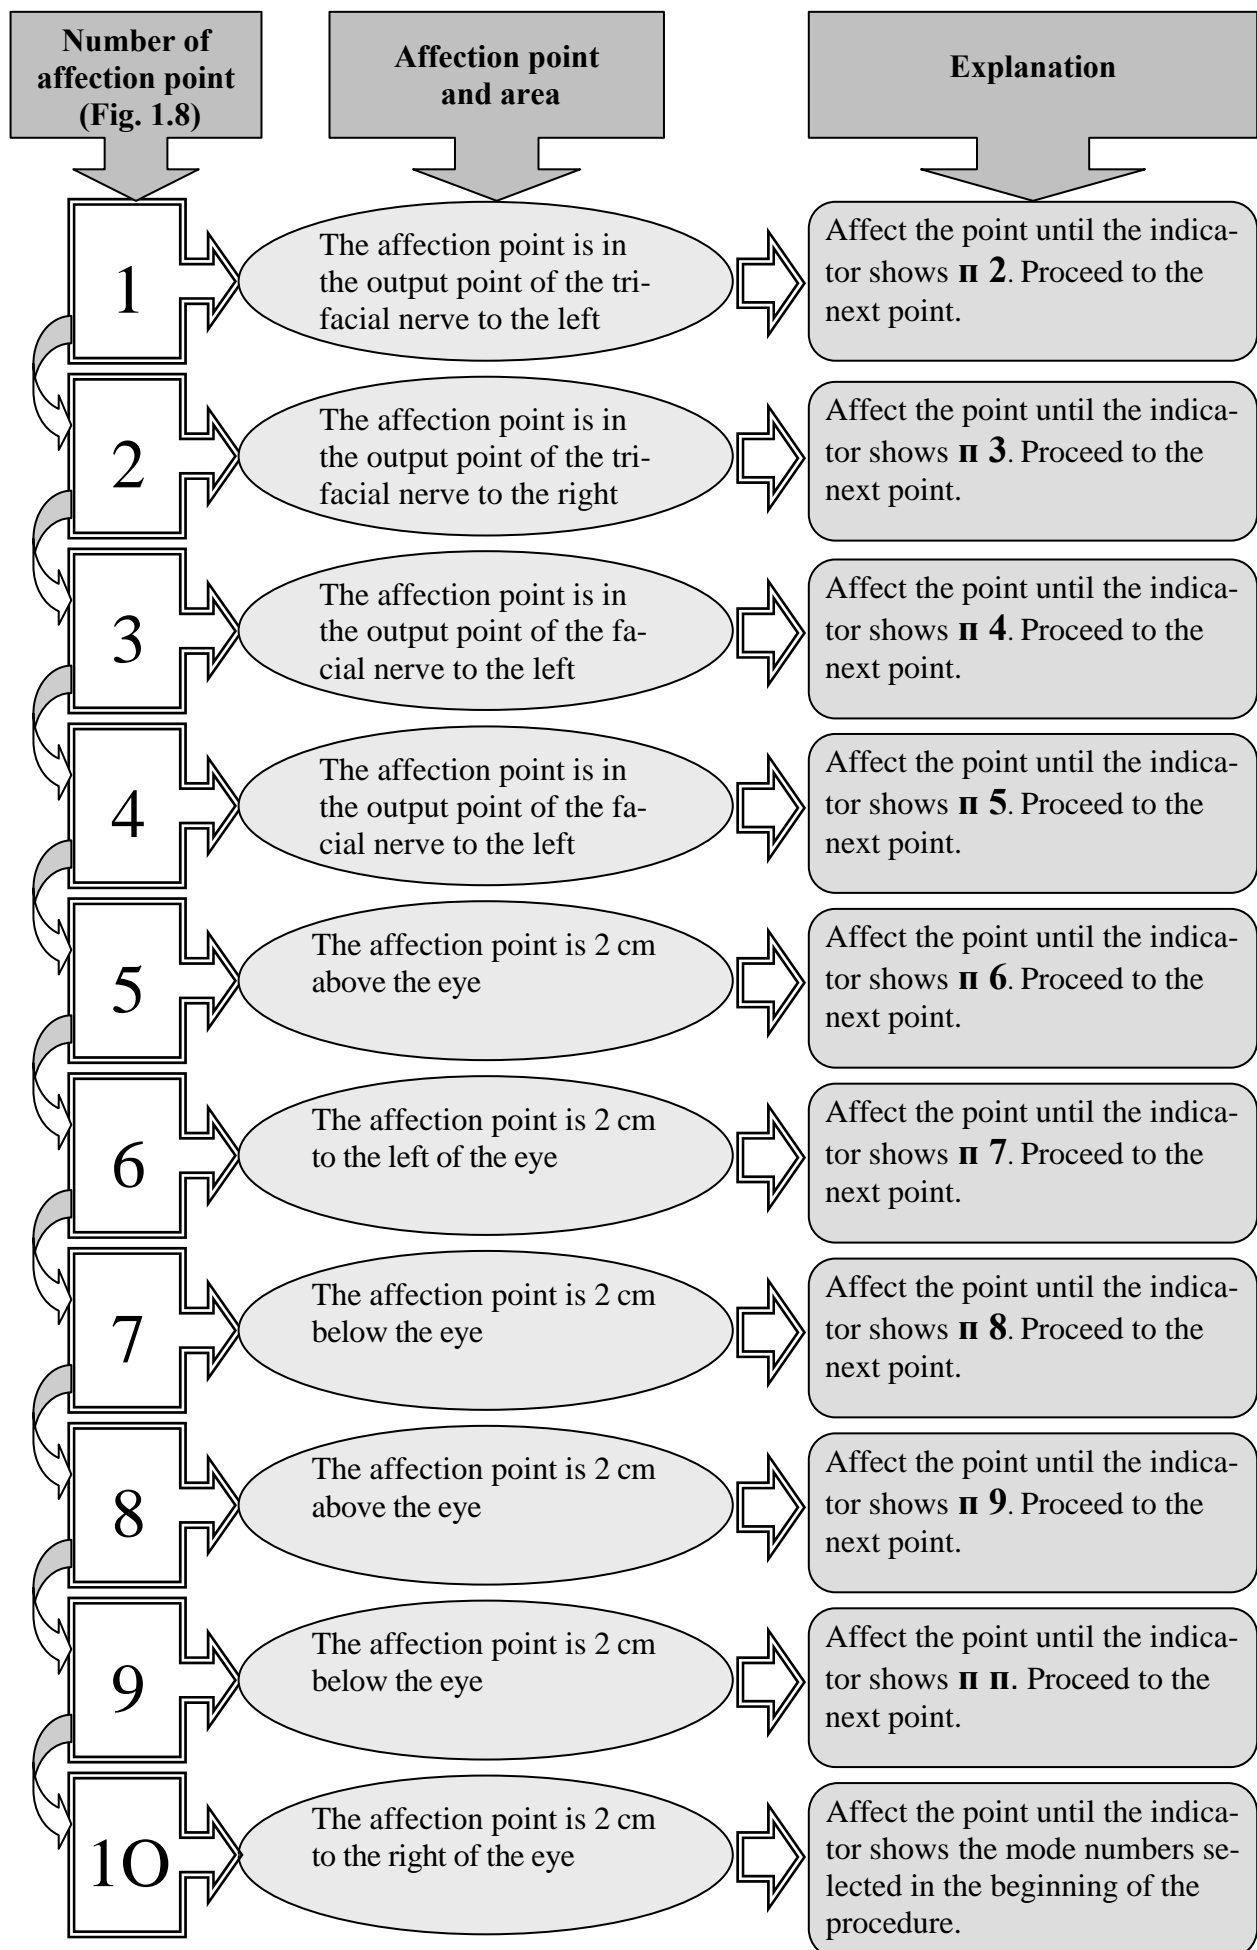 Number of
affection point
(Fig. 1.8)
Affection point
and area
Explanation
1
The affection point is in
the output point of the tri-
facial nerve to the left
Affect the point until the indica-
tor shows п 2. Proceed to the
next point.
2
The affection point is in
the output point of the tri-
facial nerve to the right
Affect the point until the indica-
tor shows п 3. Proceed to the
next point.
3
The affection point is in
the output point of the fa-
cial nerve to the left
Affect the point until the indica-
tor shows п 4. Proceed to the
next point.
4
The affection point is in
the output point of the fa-
cial nerve to the left
Affect the point until the indica-
tor shows п 5. Proceed to the
next point.
5
The affection point is 2 cm
above the eye
Affect the point until the indica-
tor shows п 6. Proceed to the
next point.
6
The affection point is 2 cm
to the left of the eye
Affect the point until the indica-
tor shows п 7. Proceed to the
next point.
7
The affection point is 2 cm
below the eye
Affect the point until the indica-
tor shows п 8. Proceed to the
next point.
8
The affection point is 2 cm
above the eye
Affect the point until the indica-
tor shows п 9. Proceed to the
next point.
9
The affection point is 2 cm
below the eye
Affect the point until the indica-
tor shows п п. Proceed to the
next point.
1O
The affection point is 2 cm
to the right of the eye
Affect the point until the indica-
tor shows the mode numbers se-
lected in the beginning of the
procedure.